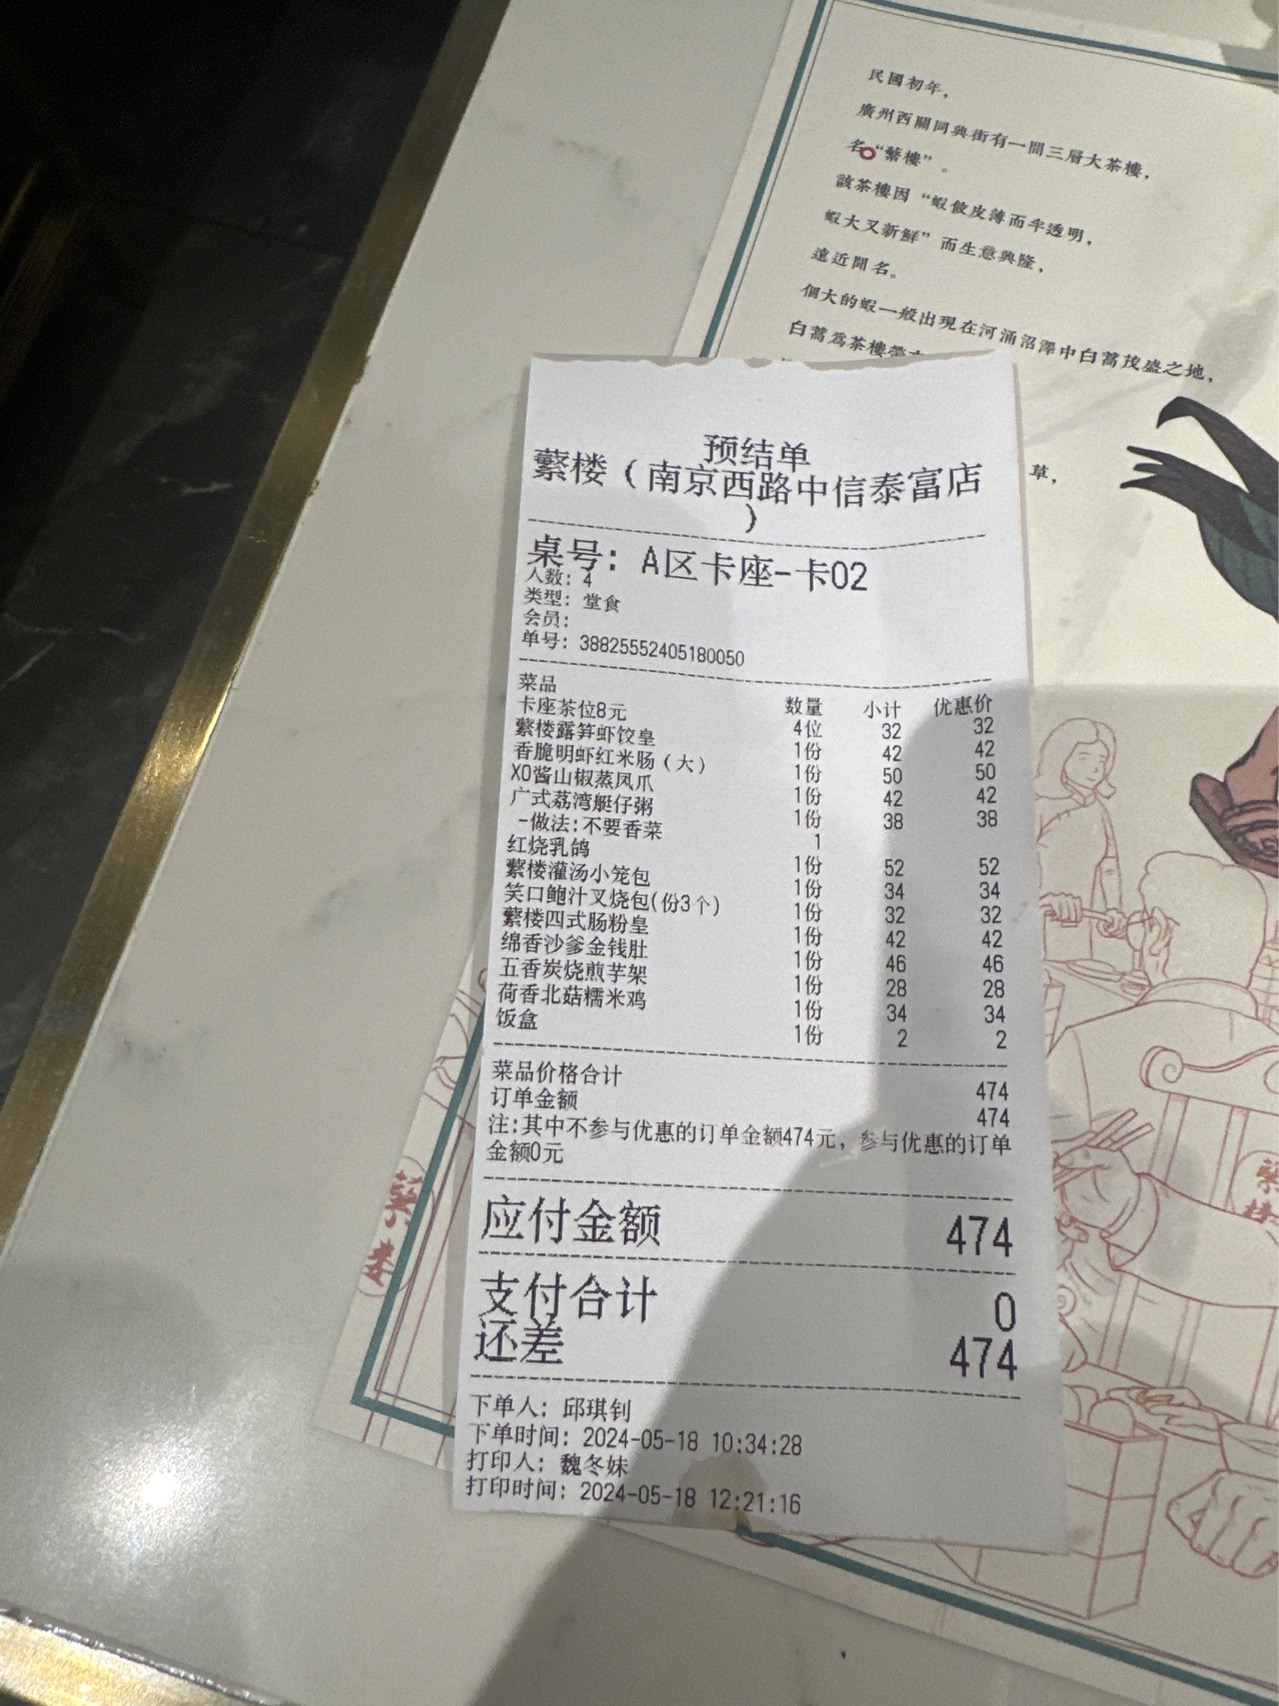 民國初年，
廣州西關同興街有一間三層大茶樓，
名“蘩樓”。
該茶樓因“蝦餃皮薄而半透明，
蝦大又新鮮”而生意興隆，
遠近聞名。
個大的蝦一般出現在河涌沼澤中白蒿茂盛之地，
白蒿爲茶樓帶
草，
预结单
蘩楼（南京西路中信泰富店
）
桌号：A区卡座-卡02
人数：4
类型：堂食
会员：
单号：38825552405180050
菜品 数量 小计 优惠价
卡座茶位8元 4位 32 32
蘩楼露笋虾饺皇 1份 42 42
香脆明虾红米肠（大） 1份 50 50
XO酱山椒蒸凤爪 1份 42 42
广式荔湾艇仔粥 1份 38 38
-做法:不要香菜 1
红烧乳鸽 1份 52 52
蘩楼灌汤小笼包 1份 34 34
笑口鲍汁叉烧包(份3个) 1份 32 32
蘩楼四式肠粉皇 1份 42 42
绵香沙爹金钱肚 1份 46 46
五香炭烧煎芋架 1份 28 28
荷香北菇糯米鸡 1份 34 34
饭盒 1份 2 2
菜品价格合计 474
订单金额 474
注:其中不参与优惠的订单金额474元，参与优惠的订单
金额0元
应付金额 474
支付合计 0
还差 474
下单人：邱琪钊
下单时间：2024-05-18 10:34:28
打印人：魏冬妹
打印时间：2024-05-18 12:21:16
蘩
樓